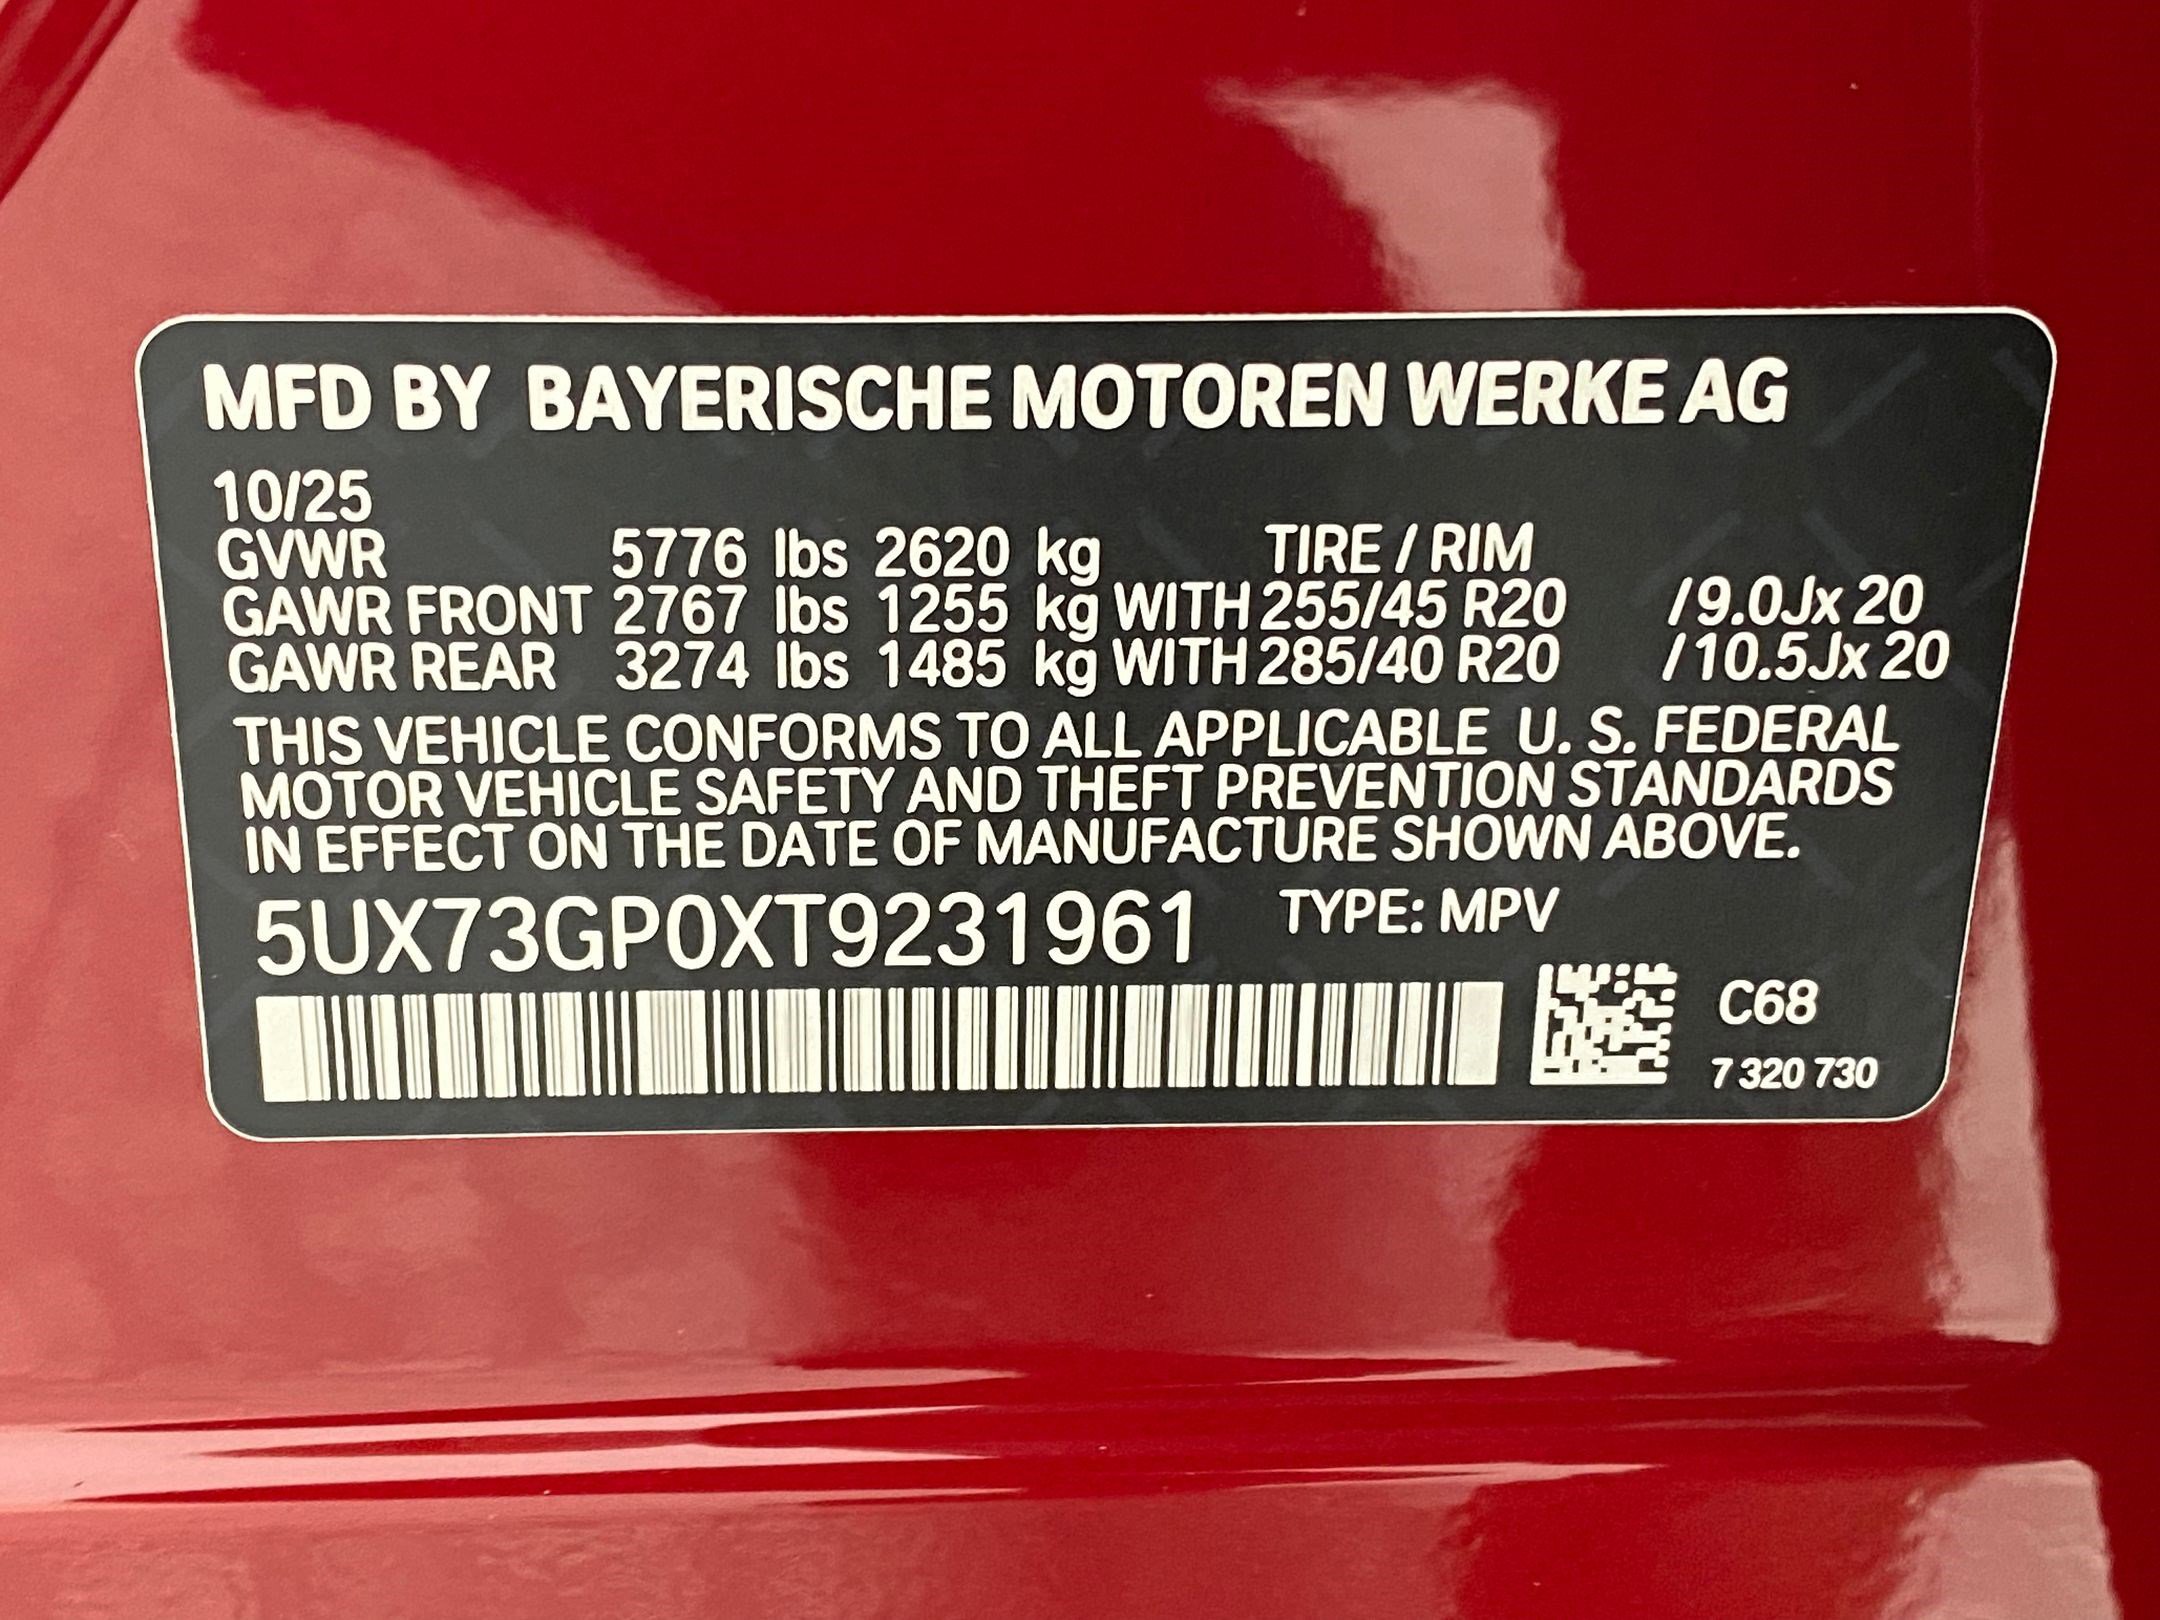 MFD BY BAYERISCHE MOTOREN WERKE AG
10/25
GVWR 5776 lbs 2620 kg TIRE / RIM
GAWR FRONT 2767 lbs 1255 kg WITH 255/45 R20 /9.0Jx 20
GAWR REAR 3274 lbs 1485 kg WITH 285/40 R20 /10.5Jx 20
THIS VEHICLE CONFORMS TO ALL APPLICABLE U. S. FEDERAL
MOTOR VEHICLE SAFETY AND THEFT PREVENTION STANDARDS
IN EFFECT ON THE DATE OF MANUFACTURE SHOWN ABOVE.
5UX73GP0XT9231961 TYPE: MPV
C68
7 320 730